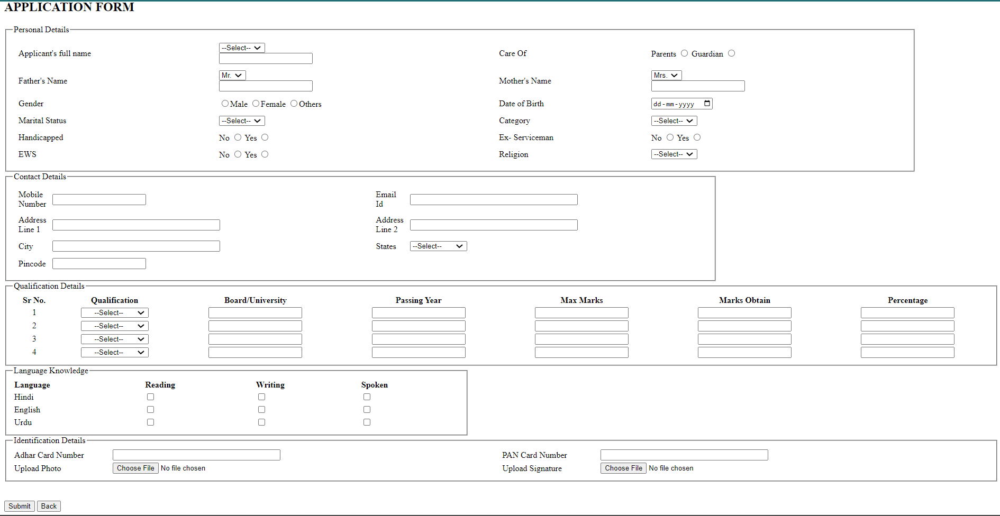 APPLICATION FORM
Personal Details
Applicant's full name --Select-- Care Of Parents Guardian
Father's Name Mr. Mother's Name Mrs.
Gender Male Female Others Date of Birth dd-mm-yyyy
Marital Status --Select-- Category --Select--
Handicapped No Yes Ex- Serviceman No Yes
EWS No Yes Religion --Select--
Contact Details
Mobile Number Email Id
Address Line 1 Address Line 2
City States --Select--
Pincode
Qualification Details
Sr No. Qualification Board/University Passing Year Max Marks Marks Obtain Percentage
1 --Select--
2 --Select--
3 --Select--
4 --Select--
Language Knowledge
Language Reading Writing Spoken
Hindi
English
Urdu
Identification Details
Adhar Card Number PAN Card Number
Upload Photo Choose File No file chosen Upload Signature Choose File No file chosen
Submit Back